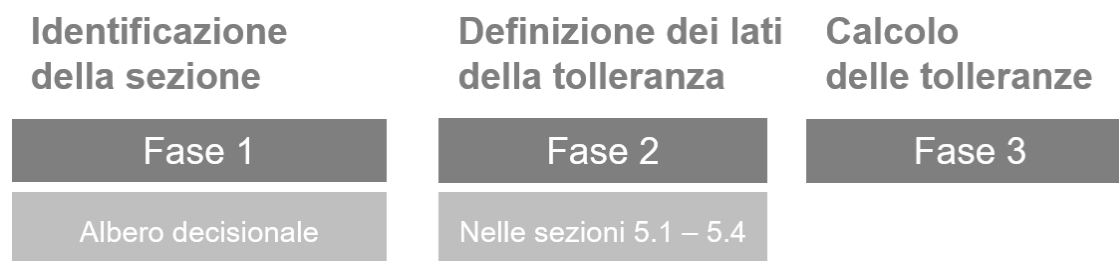 Identificazione
della sezione
Fase 1
Albero decisionale
Definizione dei lati
della tolleranza
Fase 2
Nelle sezioni 5.1 – 5.4
Calcolo
delle tolleranze
Fase 3